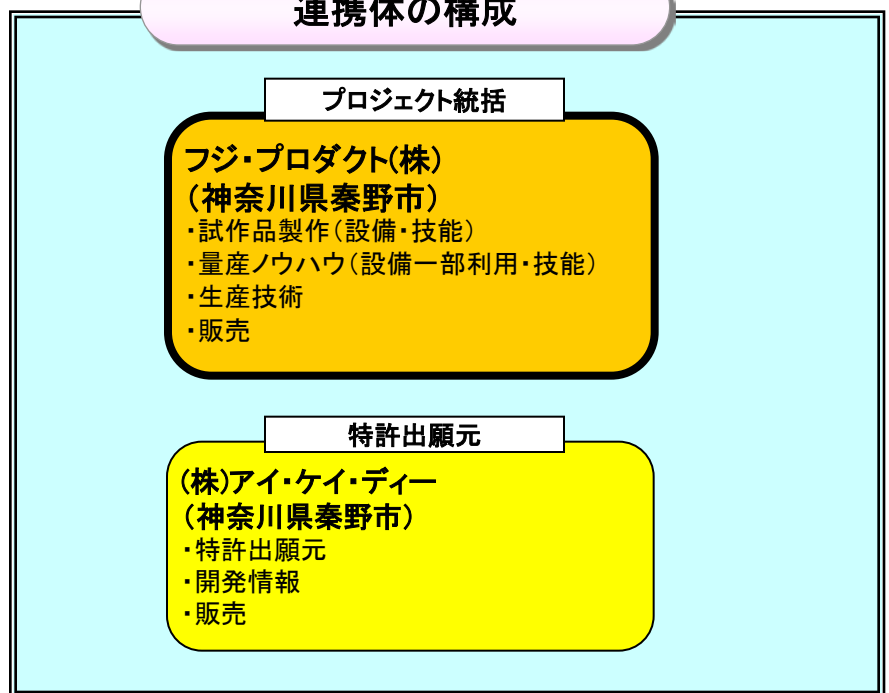 連携体の構成
プロジェクト統括
フジ・プロダクト(株)
（神奈川県秦野市）
・試作品製作（設備・技能）
・量産ノウハウ（設備一部利用・技能）
・生産技術
・販売
特許出願元
(株)アイ・ケイ・ディー
（神奈川県秦野市）
・特許出願元
・開発情報
・販売